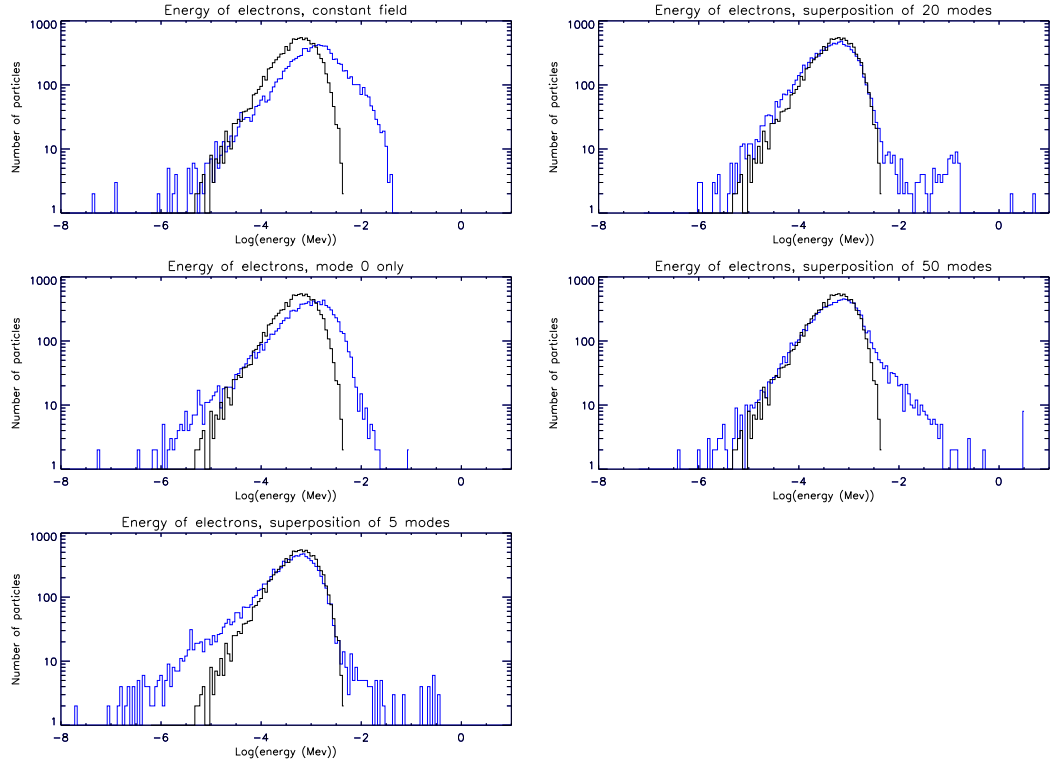 Energy of electrons, constant field
Number of particles
1000
100
10
1
-8 -6 -4 -2 0
Log(energy (Mev))
Energy of electrons, superposition of 20 modes
Number of particles
1000
100
10
1
-8 -6 -4 -2 0
Log(energy (Mev))
Energy of electrons, mode 0 only
Number of particles
1000
100
10
1
-8 -6 -4 -2 0
Log(energy (Mev))
Energy of electrons, superposition of 50 modes
Number of particles
1000
100
10
1
-8 -6 -4 -2 0
Log(energy (Mev))
Energy of electrons, superposition of 5 modes
Number of particles
1000
100
10
1
-8 -6 -4 -2 0
Log(energy (Mev))